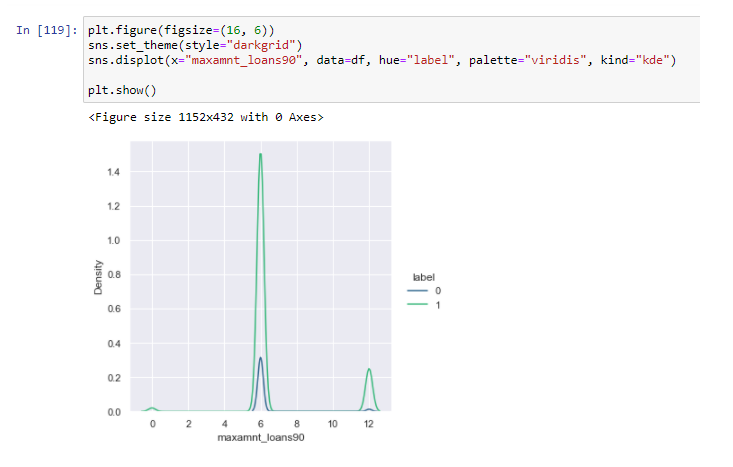 In [119]: plt.figure(figsize=(16, 6))
sns.set_theme(style="darkgrid")
sns.displot(x="maxamnt_loans90", data=df, hue="label", palette="viridis", kind="kde")
plt.show()
<Figure size 1152x432 with 0 Axes>
1.4
1.2
1.0
0.8
0.6
0.4
0.2
0.0
Density
0 2 4 6 8 10 12
maxamnt_loans90
label
0
1